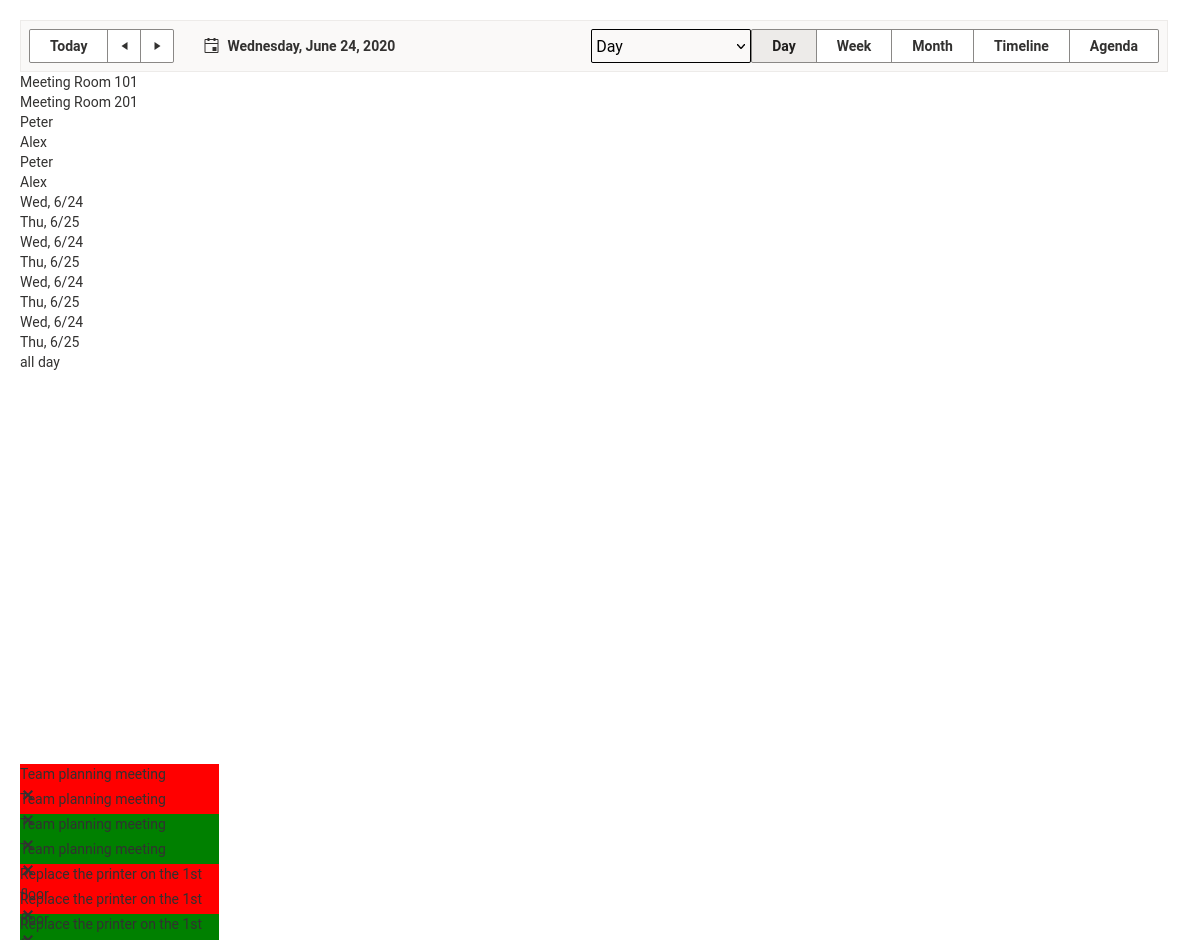 Today Wednesday, June 24, 2020 Day Day Week Month Timeline Agenda
Meeting Room 101
Meeting Room 201
Peter
Alex
Peter
Alex
Wed, 6/24
Thu, 6/25
Wed, 6/24
Thu, 6/25
Wed, 6/24
Thu, 6/25
Wed, 6/24
Thu, 6/25
all day
Team planning meeting
Team planning meeting
Team planning meeting
Team planning meeting
Replace the printer on the 1st
floor
Replace the printer on the 1st
floor
Replace the printer on the 1st